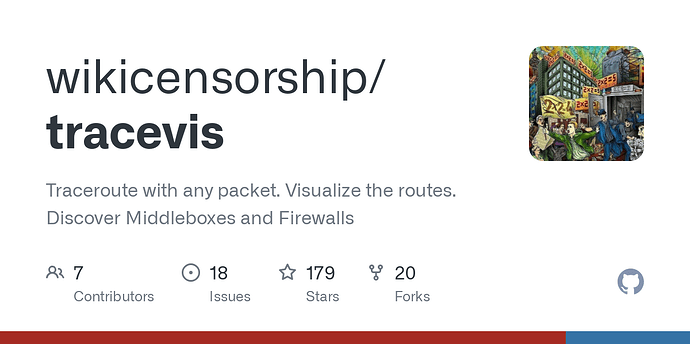 wikicensorship/
tracevis
Traceroute with any packet. Visualize the routes.
Discover Middleboxes and Firewalls
7 18 179 20
Contributors Issues Stars Forks